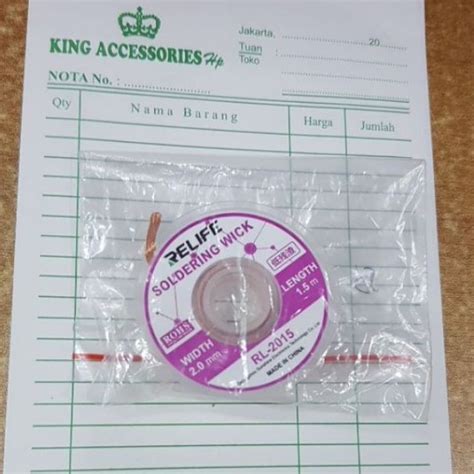 KING ACCESSORIES Hp
Jakarta, 20
Tuan
Toko
NOTA No. :
Qty
Nama Barang
Harga
Jumlah
RELIFE
SOLDERING WICK
LENGTH
1.5 m
ROHS
WIDTH
2.0 mm
RL-2015
MADE IN CHINA